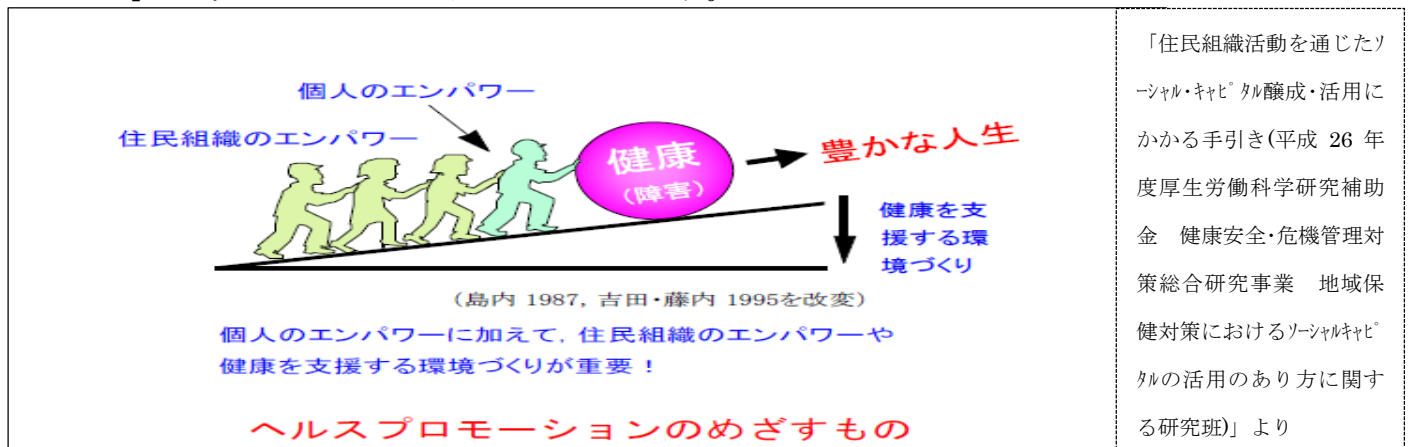 個人のエンパワー
住民組織のエンパワー
健康
(障害)
豊かな人生
健康を支
援する環
境づくり
(島内 1987, 吉田・藤内 1995を改変)
個人のエンパワーに加えて, 住民組織のエンパワーや
健康を支援する環境づくりが重要！
ヘルスプロモーションのめざすもの
「住民組織活動を通じたｿ
ｰｼｬﾙ・ｷｬﾋﾟﾀﾙ醸成・活用に
かかる手引き(平成 26 年
度厚生労働科学研究補助
金　健康安全・危機管理対
策総合研究事業　地域保
健対策におけるｿｰｼｬﾙｷｬﾋﾟ
ﾀﾙの活用のあり方に関す
る研究班)」より